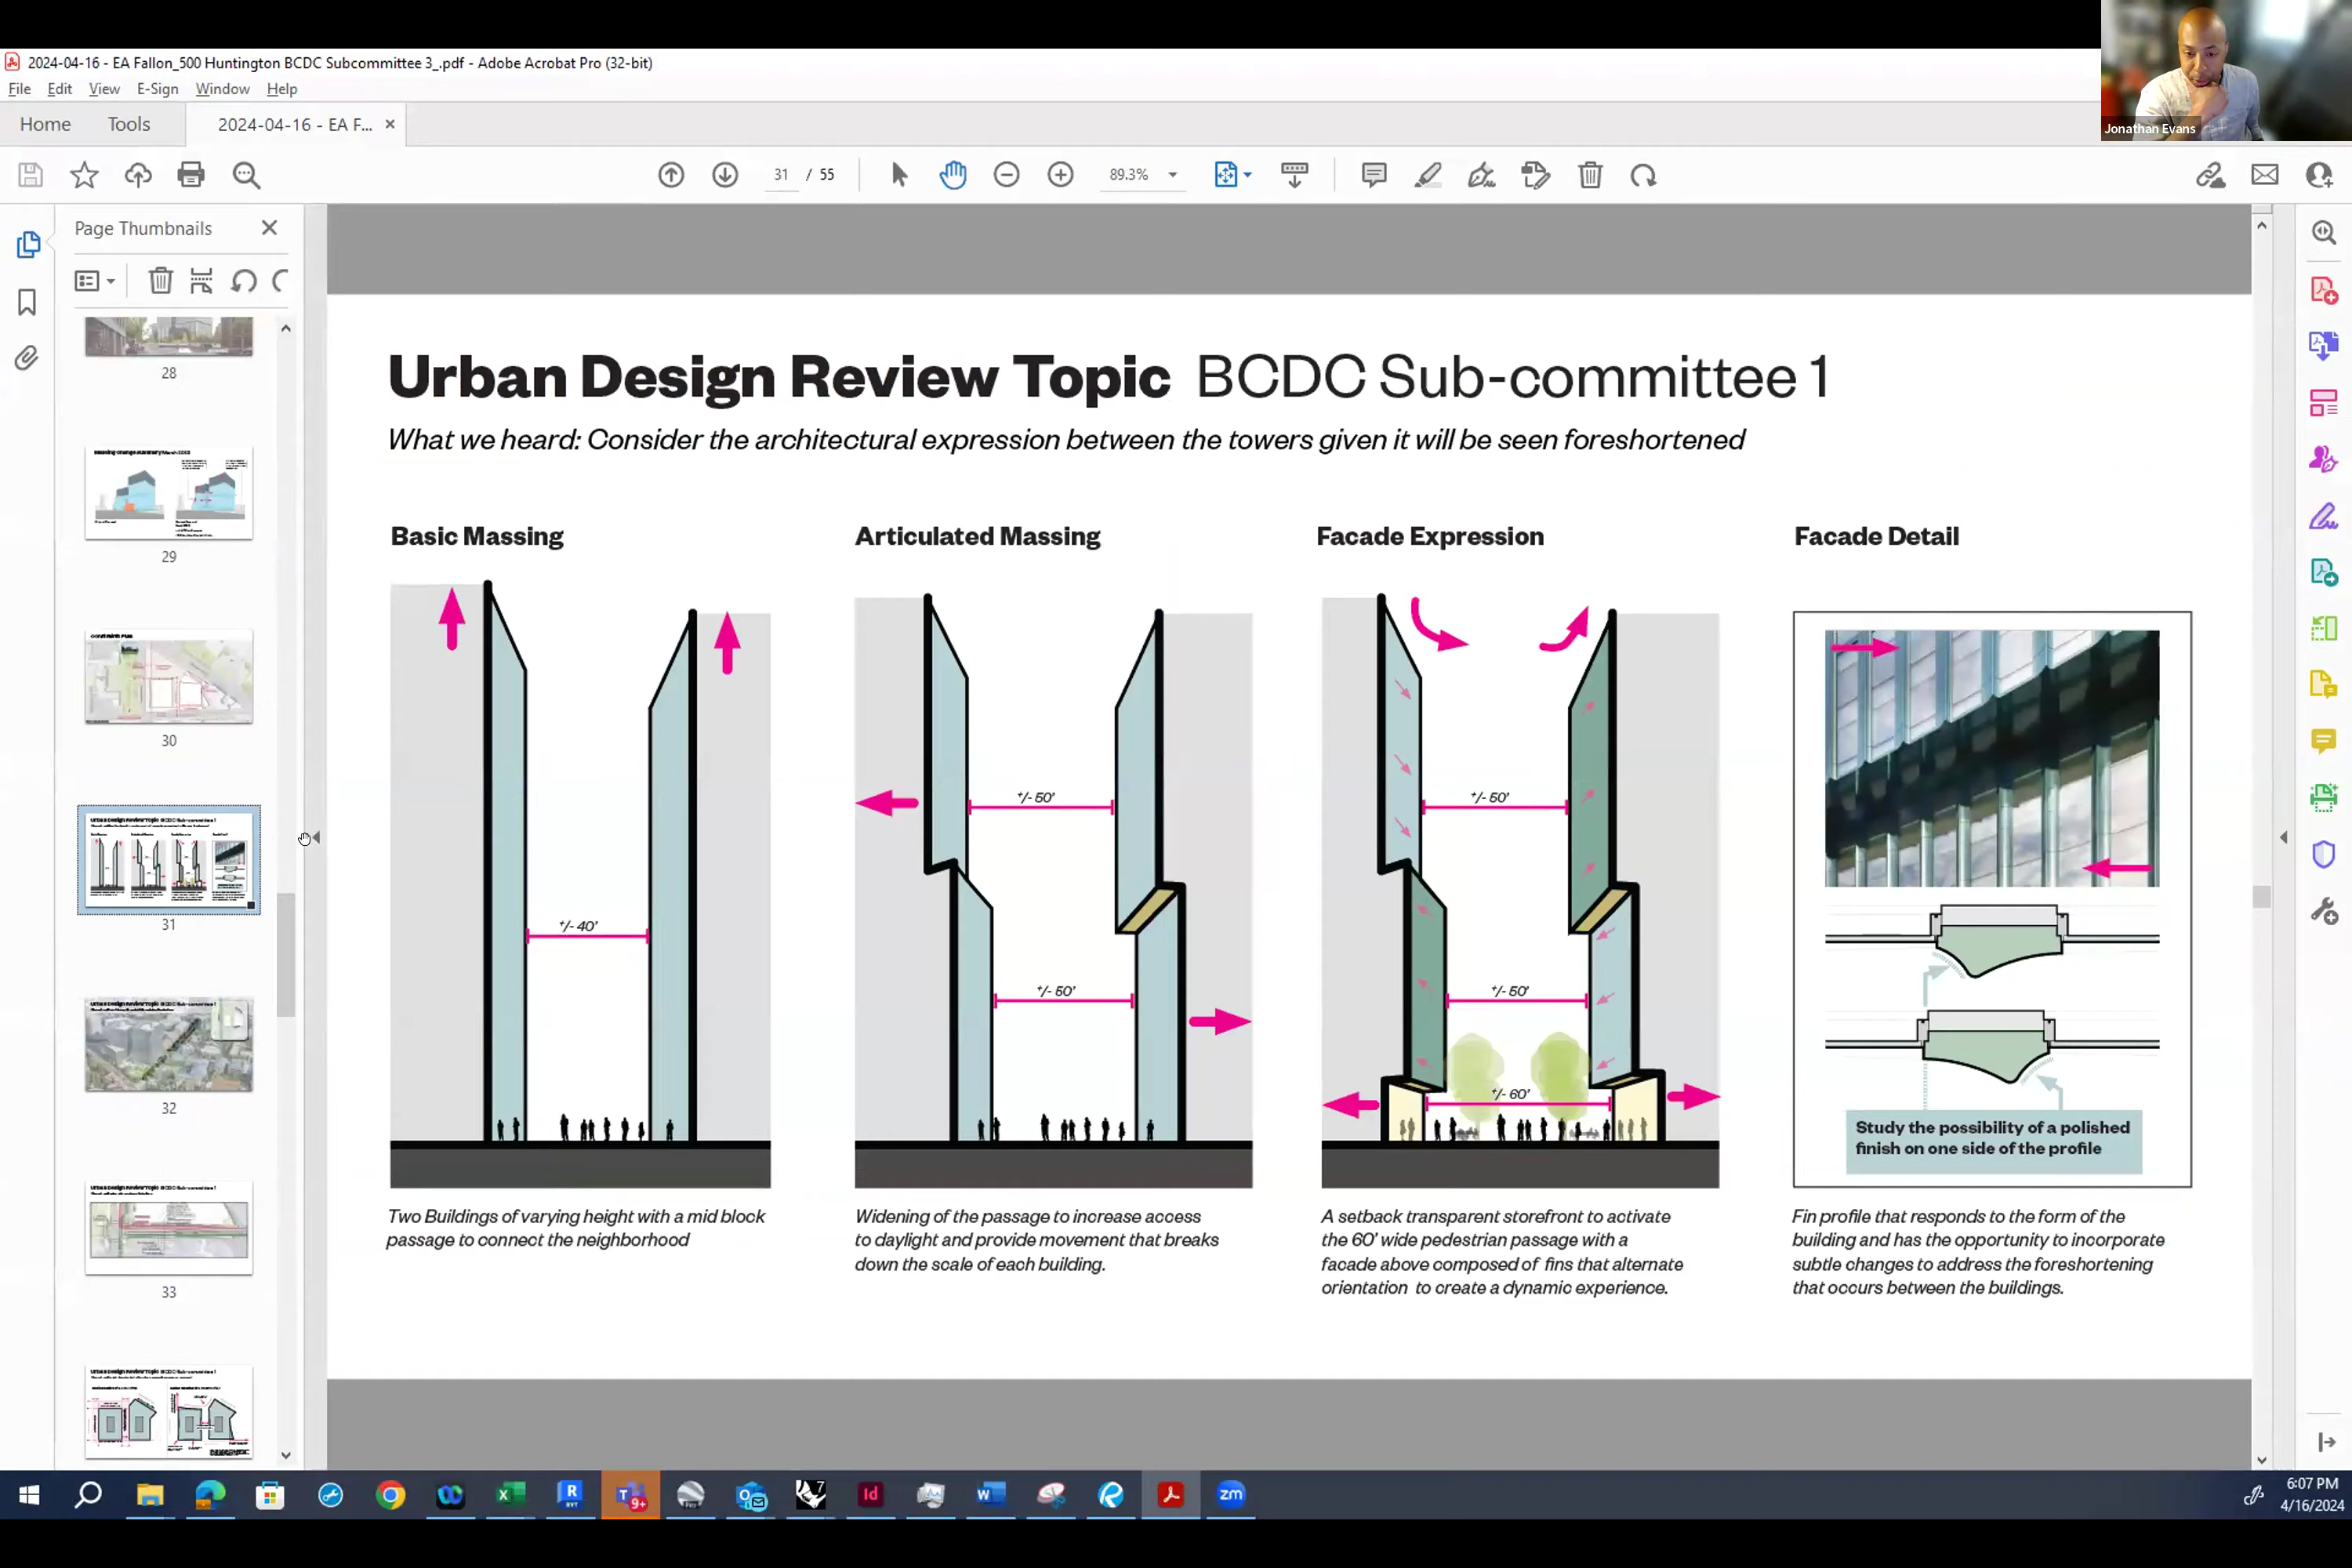 2024-04-16 - EA Fallon_500 Huntington BCDC Subcommittee 3_.pdf - Adobe Acrobat Pro (32-bit)
File Edit View E-Sign Window Help
Home Tools 2024-04-16 - EA F... ×
31 / 55 89.3%
Jonathan Evans
Page Thumbnails
28
29
30
31
32
33
Urban Design Review Topic BCDC Sub-committee 1
What we heard: Consider the architectural expression between the towers given it will be seen foreshortened
Basic Massing
+/- 40'
Two Buildings of varying height with a mid block
passage to connect the neighborhood
Articulated Massing
+/- 50'
+/- 50'
Widening of the passage to increase access
to daylight and provide movement that breaks
down the scale of each building.
Facade Expression
+/- 50'
+/- 50'
+/- 60'
A setback transparent storefront to activate
the 60' wide pedestrian passage with a
facade above composed of fins that alternate
orientation to create a dynamic experience.
Facade Detail
Study the possibility of a polished
finish on one side of the profile
Fin profile that responds to the form of the
building and has the opportunity to incorporate
subtle changes to address the foreshortening
that occurs between the buildings.
6:07 PM
4/16/2024